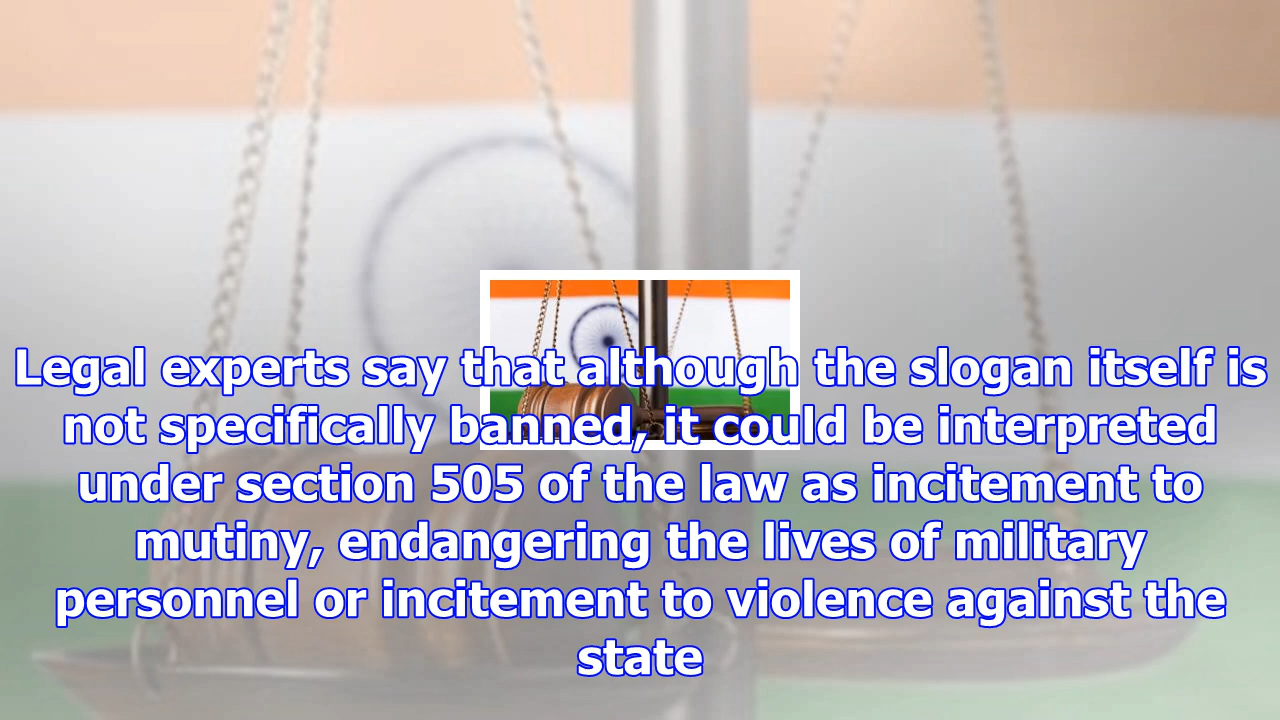 Legal experts say that although the slogan itself is
not specifically banned, it could be interpreted
under section 505 of the law as incitement to
mutiny, endangering the lives of military
personnel or incitement to violence against the
state